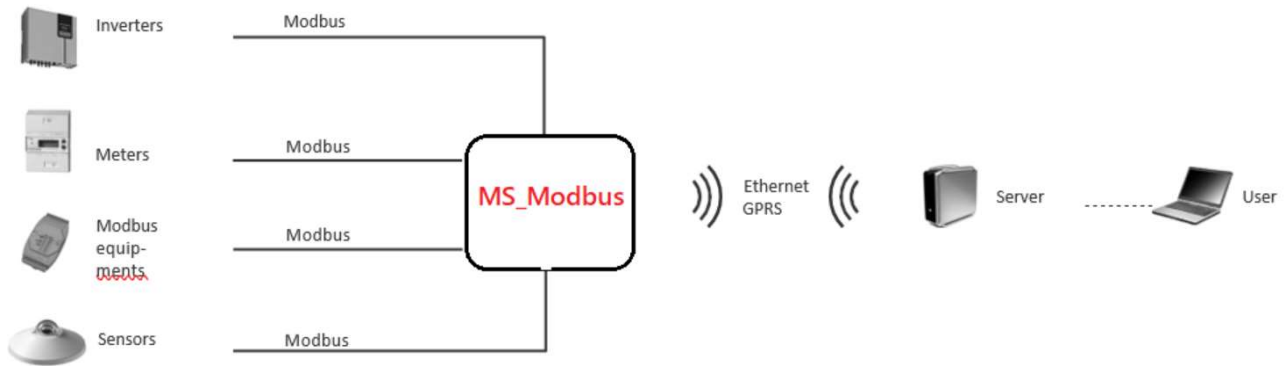 Inverters
Modbus
Meters
Modbus
Modbus
equip-
ments
Modbus
Sensors
Modbus
MS_Modbus
Ethernet
GPRS
Server
User